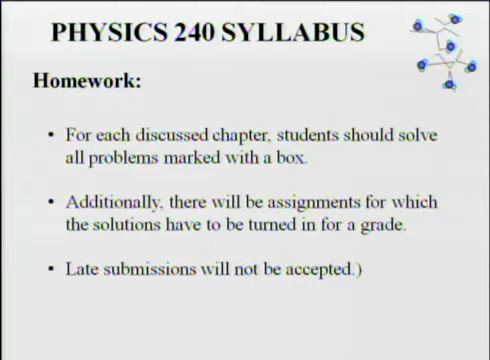 PHYSICS 240 SYLLABUS
Homework:
• For each discussed chapter, students should solve
all problems marked with a box.
• Additionally, there will be assignments for which
the solutions have to be turned in for a grade.
• Late submissions will not be accepted.)